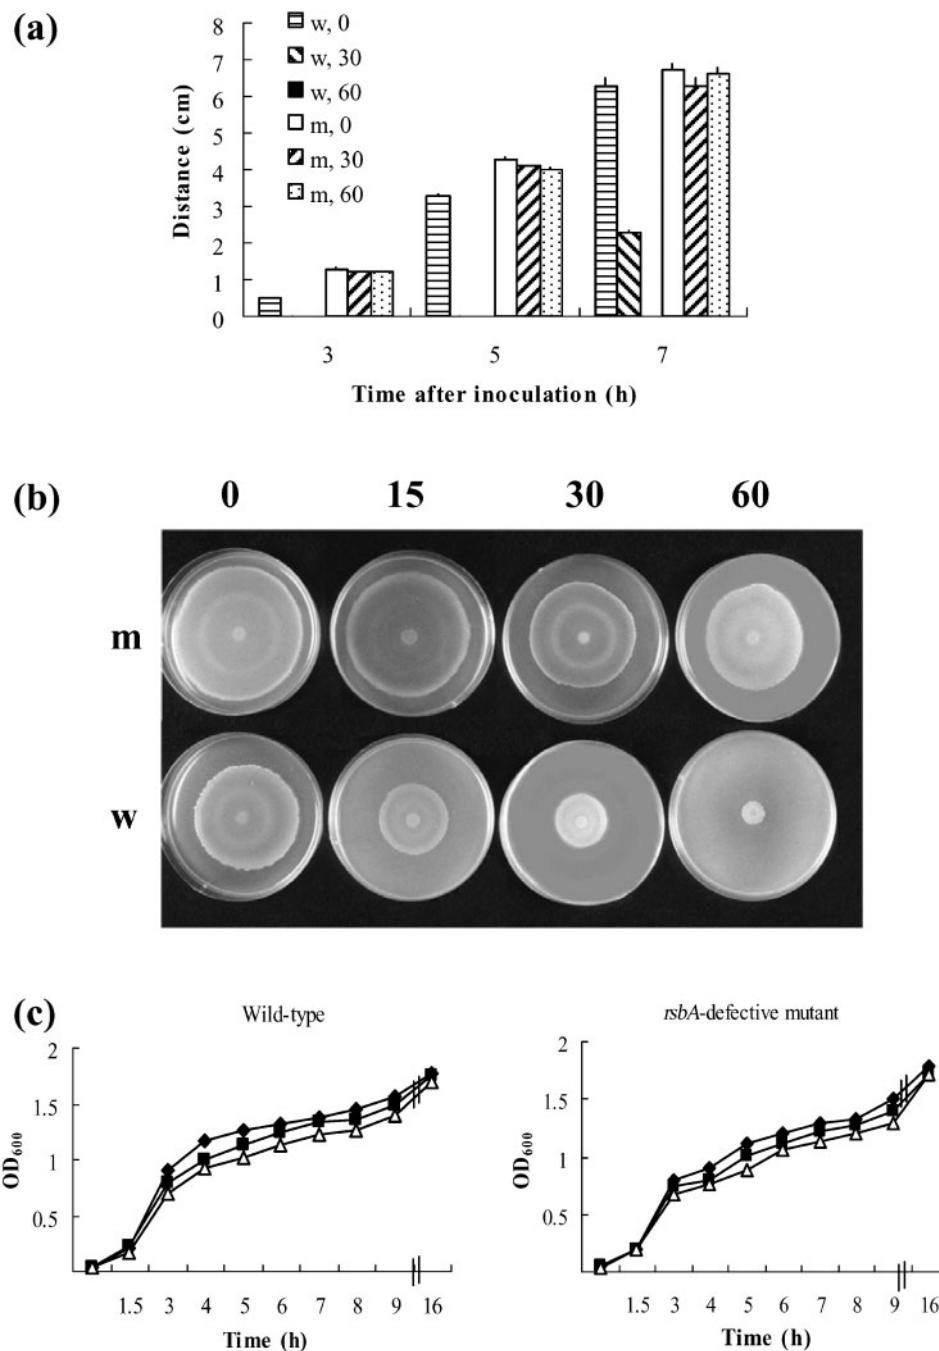 (a)
8
7
6
5
4
3
2
1
0
Distance (cm)
w, 0
w, 30
w, 60
m, 0
m, 30
m, 60
3 5 7
Time after inoculation (h)
(b)
0 15 30 60
m
w
(c)
Wild-type
2
1.5
1
0.5
OD600
1.5 3 4 5 6 7 8 9 16
Time (h)
rsbA-defective mutant
2
1.5
1
0.5
OD600
1.5 3 4 5 6 7 8 9 16
Time (h)